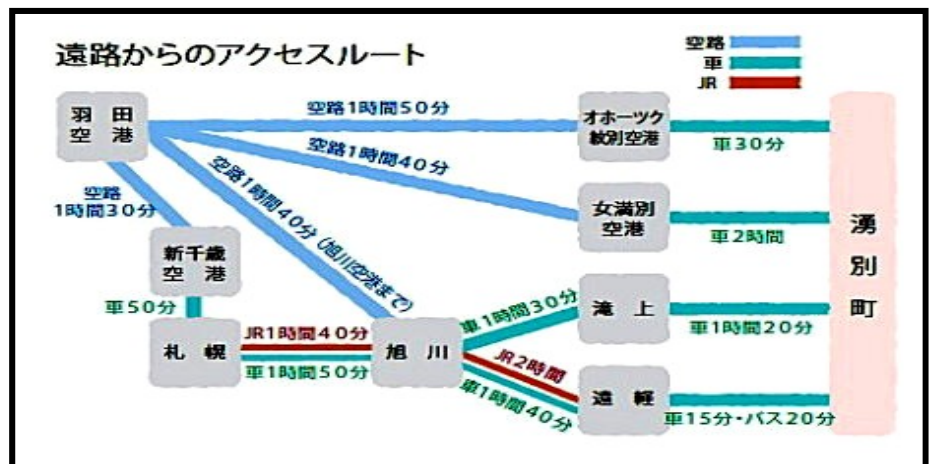 遠路からのアクセスルート
空路
車
JR
羽田
空港
空路1時間50分
オホーツク
紋別空港
車30分
空路1時間40分
女満別
空港
車2時間
空路
1時間30分
空路1時間40分(旭川空港まで)
新千歳
空港
車50分
札幌
JR1時間40分
車1時間50分
旭川
車1時間30分
滝上
車1時間20分
JR2時間
車1時間40分
遠軽
車15分・バス20分
湧別町